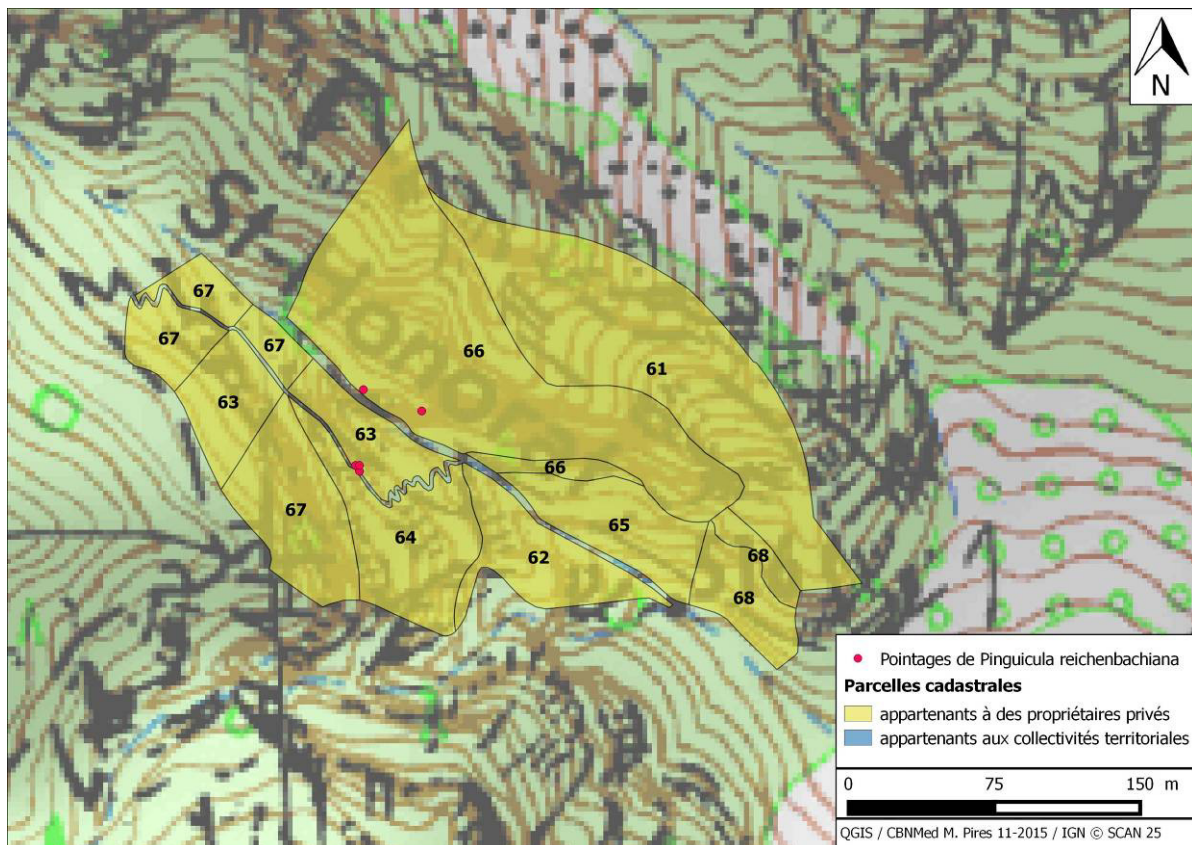 N
St
Honorat
67
67
67
66
61
63
63
66
67
65
64
62
68
68
Pointages de Pinguicula reichenbachiana
Parcelles cadastrales
appartenants à des propriétaires privés
appartenants aux collectivités territoriales
0 75 150 m
QGIS / CBNMed M. Pires 11-2015 / IGN © SCAN 25